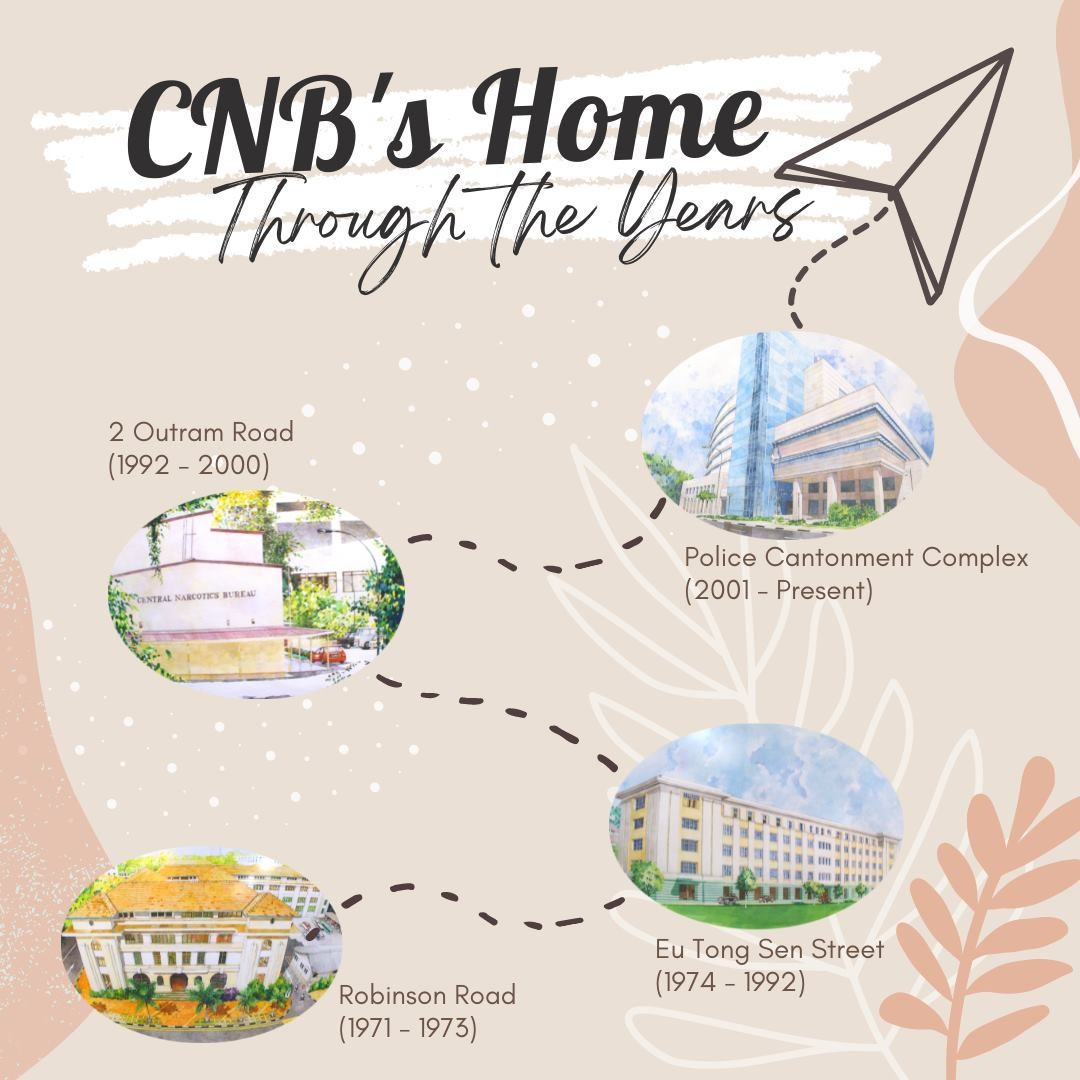 CNB's Home
Through the Years
2 Outram Road
(1992 - 2000)
CENTRAL NARCOTICS BUREAU
Police Cantonment Complex
(2001 - Present)
Eu Tong Sen Street
(1974 - 1992)
Robinson Road
(1971 - 1973)